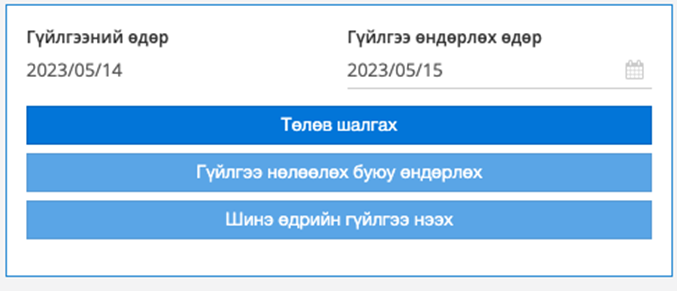 Гүйлгээний өдөр
Гүйлгээ өндөрлөх өдөр
2023/05/14
2023/05/15
Төлөв шалгах
Гүйлгээ нөлөөлөх буюу өндөрлөх
Шинэ өдрийн гүйлгээ нээх